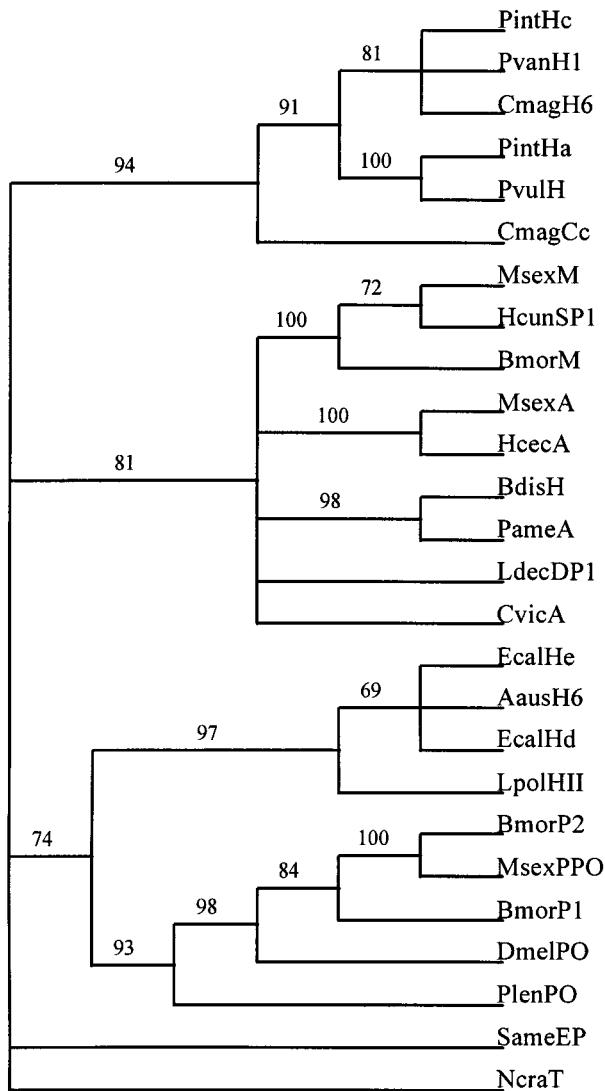 PintHc
81
PvanH1
91
CmagH6
PintHa
100
94
PvulH
CmagCc
MsexM
72
HcunSP1
100
BmorM
MsexA
100
HcecA
81
BdisH
98
PameA
LdecDP1
CvicA
EcalHe
69
AausH6
97
EcalHd
LpolHII
BmorP2
100
74
MsexPPO
84
BmorP1
98
93
DmelPO
PlenPO
SameEP
NcraT